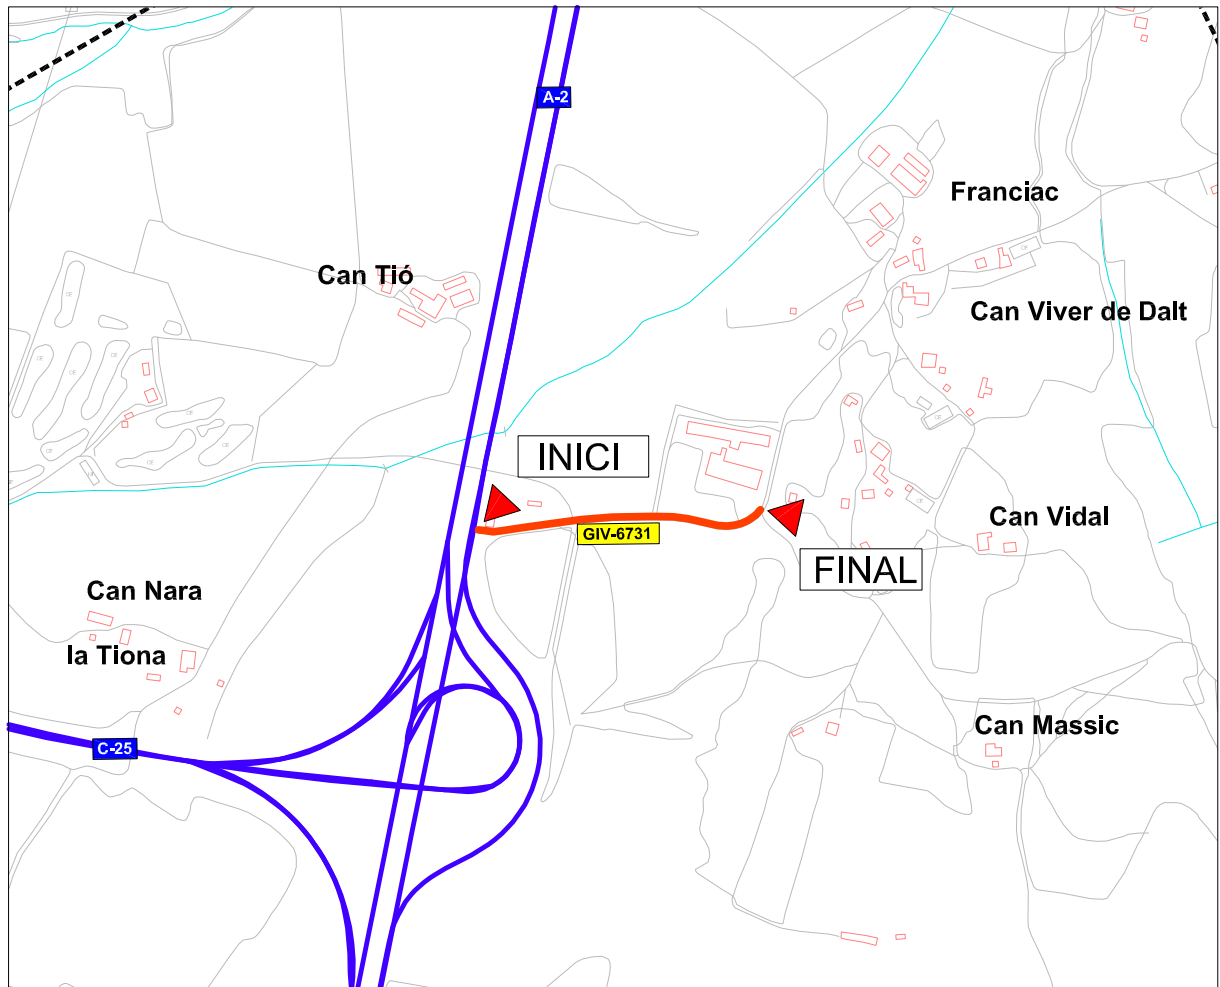 A-2
Franciac
Can Tió
Can Viver de Dalt
INICI
Can Vidal
GIV-6731
FINAL
Can Nara
la Tiona
Can Massic
C-25